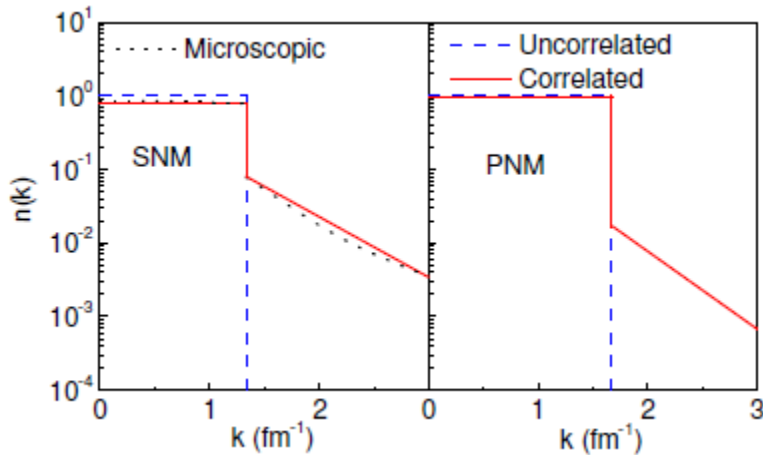 10¹
Microscopic
Uncorrelated
Correlated
10⁰
SNM
PNM
10⁻¹
n(k)
10⁻²
10⁻³
10⁻⁴
0 1 2 0 1 2 3
k (fm⁻¹) k (fm⁻¹)